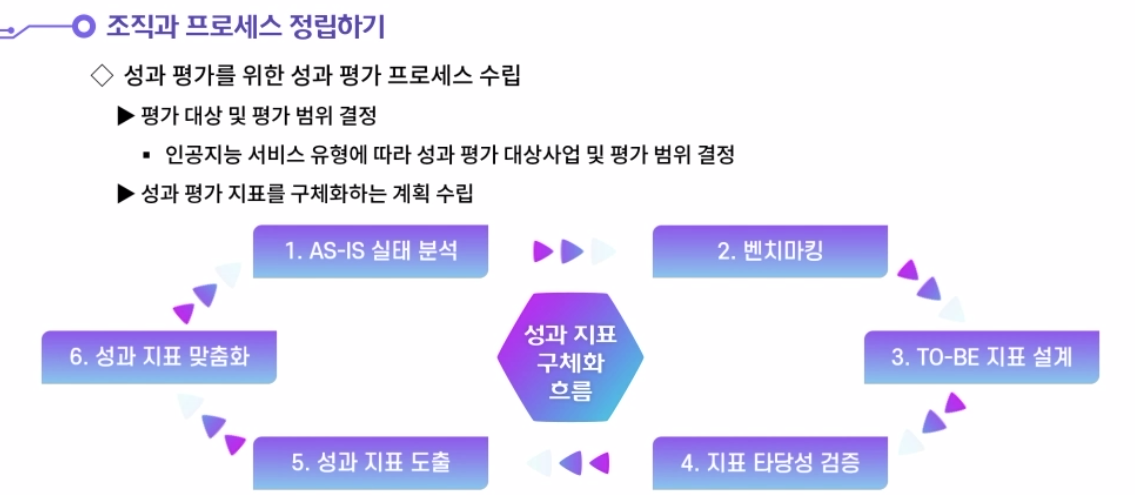 조직과 프로세스 정립하기
◇ 성과 평가를 위한 성과 평가 프로세스 수립
▶ 평가 대상 및 평가 범위 결정
▪ 인공지능 서비스 유형에 따라 성과 평가 대상사업 및 평가 범위 결정
▶ 성과 평가 지표를 구체화하는 계획 수립
1. AS-IS 실태 분석
2. 벤치마킹
3. TO-BE 지표 설계
4. 지표 타당성 검증
5. 성과 지표 도출
6. 성과 지표 맞춤화
성과 지표
구체화
흐름